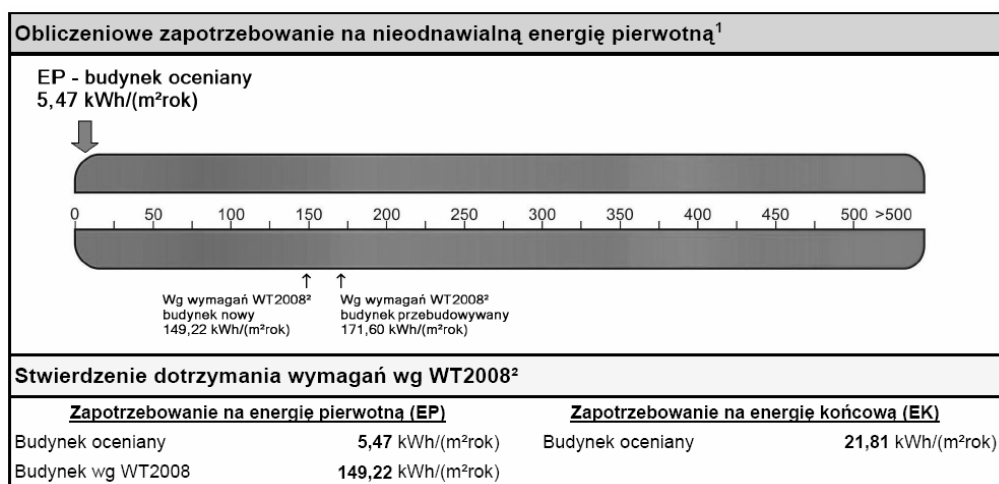 Obliczeniowe zapotrzebowanie na nieodnawialną energię pierwotną¹
EP - budynek oceniany
5,47 kWh/(m²rok)
0 50 100 150 200 250 300 350 400 450 500 >500
Wg wymagań WT2008²
budynek nowy
149,22 kWh/(m²rok)
Wg wymagań WT2008²
budynek przebudowywany
171,60 kWh/(m²rok)
Stwierdzenie dotrzymania wymagań wg WT2008²
Zapotrzebowanie na energię pierwotną (EP)
Budynek oceniany 5,47 kWh/(m²rok)
Budynek wg WT2008 149,22 kWh/(m²rok)
Zapotrzebowanie na energię końcową (EK)
Budynek oceniany 21,81 kWh/(m²rok)